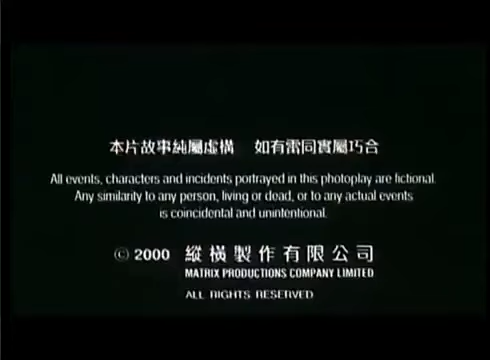 本片故事純屬虛構 如有雷同實屬巧合
All events, characters and incidents portrayed in this photoplay are fictional.
Any similarity to any person, living or dead, or to any actual events
is coincidental and unintentional.
© 2000 縱橫製作有限公司
MATRIX PRODUCTIONS COMPANY LIMITED
ALL RIGHTS RESERVED